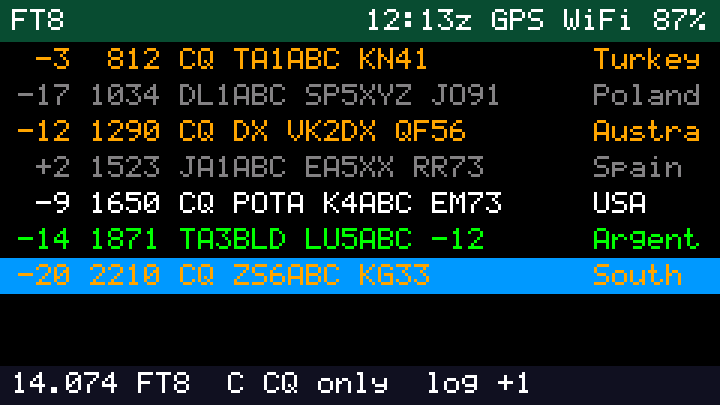 FT8 12:13z GPS WiFi 87%
-3 812 CQ TA1ABC KN41 Turkey
-17 1034 DL1ABC SP5XYZ JO91 Poland
-12 1290 CQ DX VK2DX QF56 Austra
+2 1523 JA1ABC EA5XX RR73 Spain
-9 1650 CQ POTA K4ABC EM73 USA
-14 1871 TA3BLD LU5ABC -12 Argent
-20 2210 CQ ZS6ABC KG33 South
14.074 FT8 C CQ only log +1